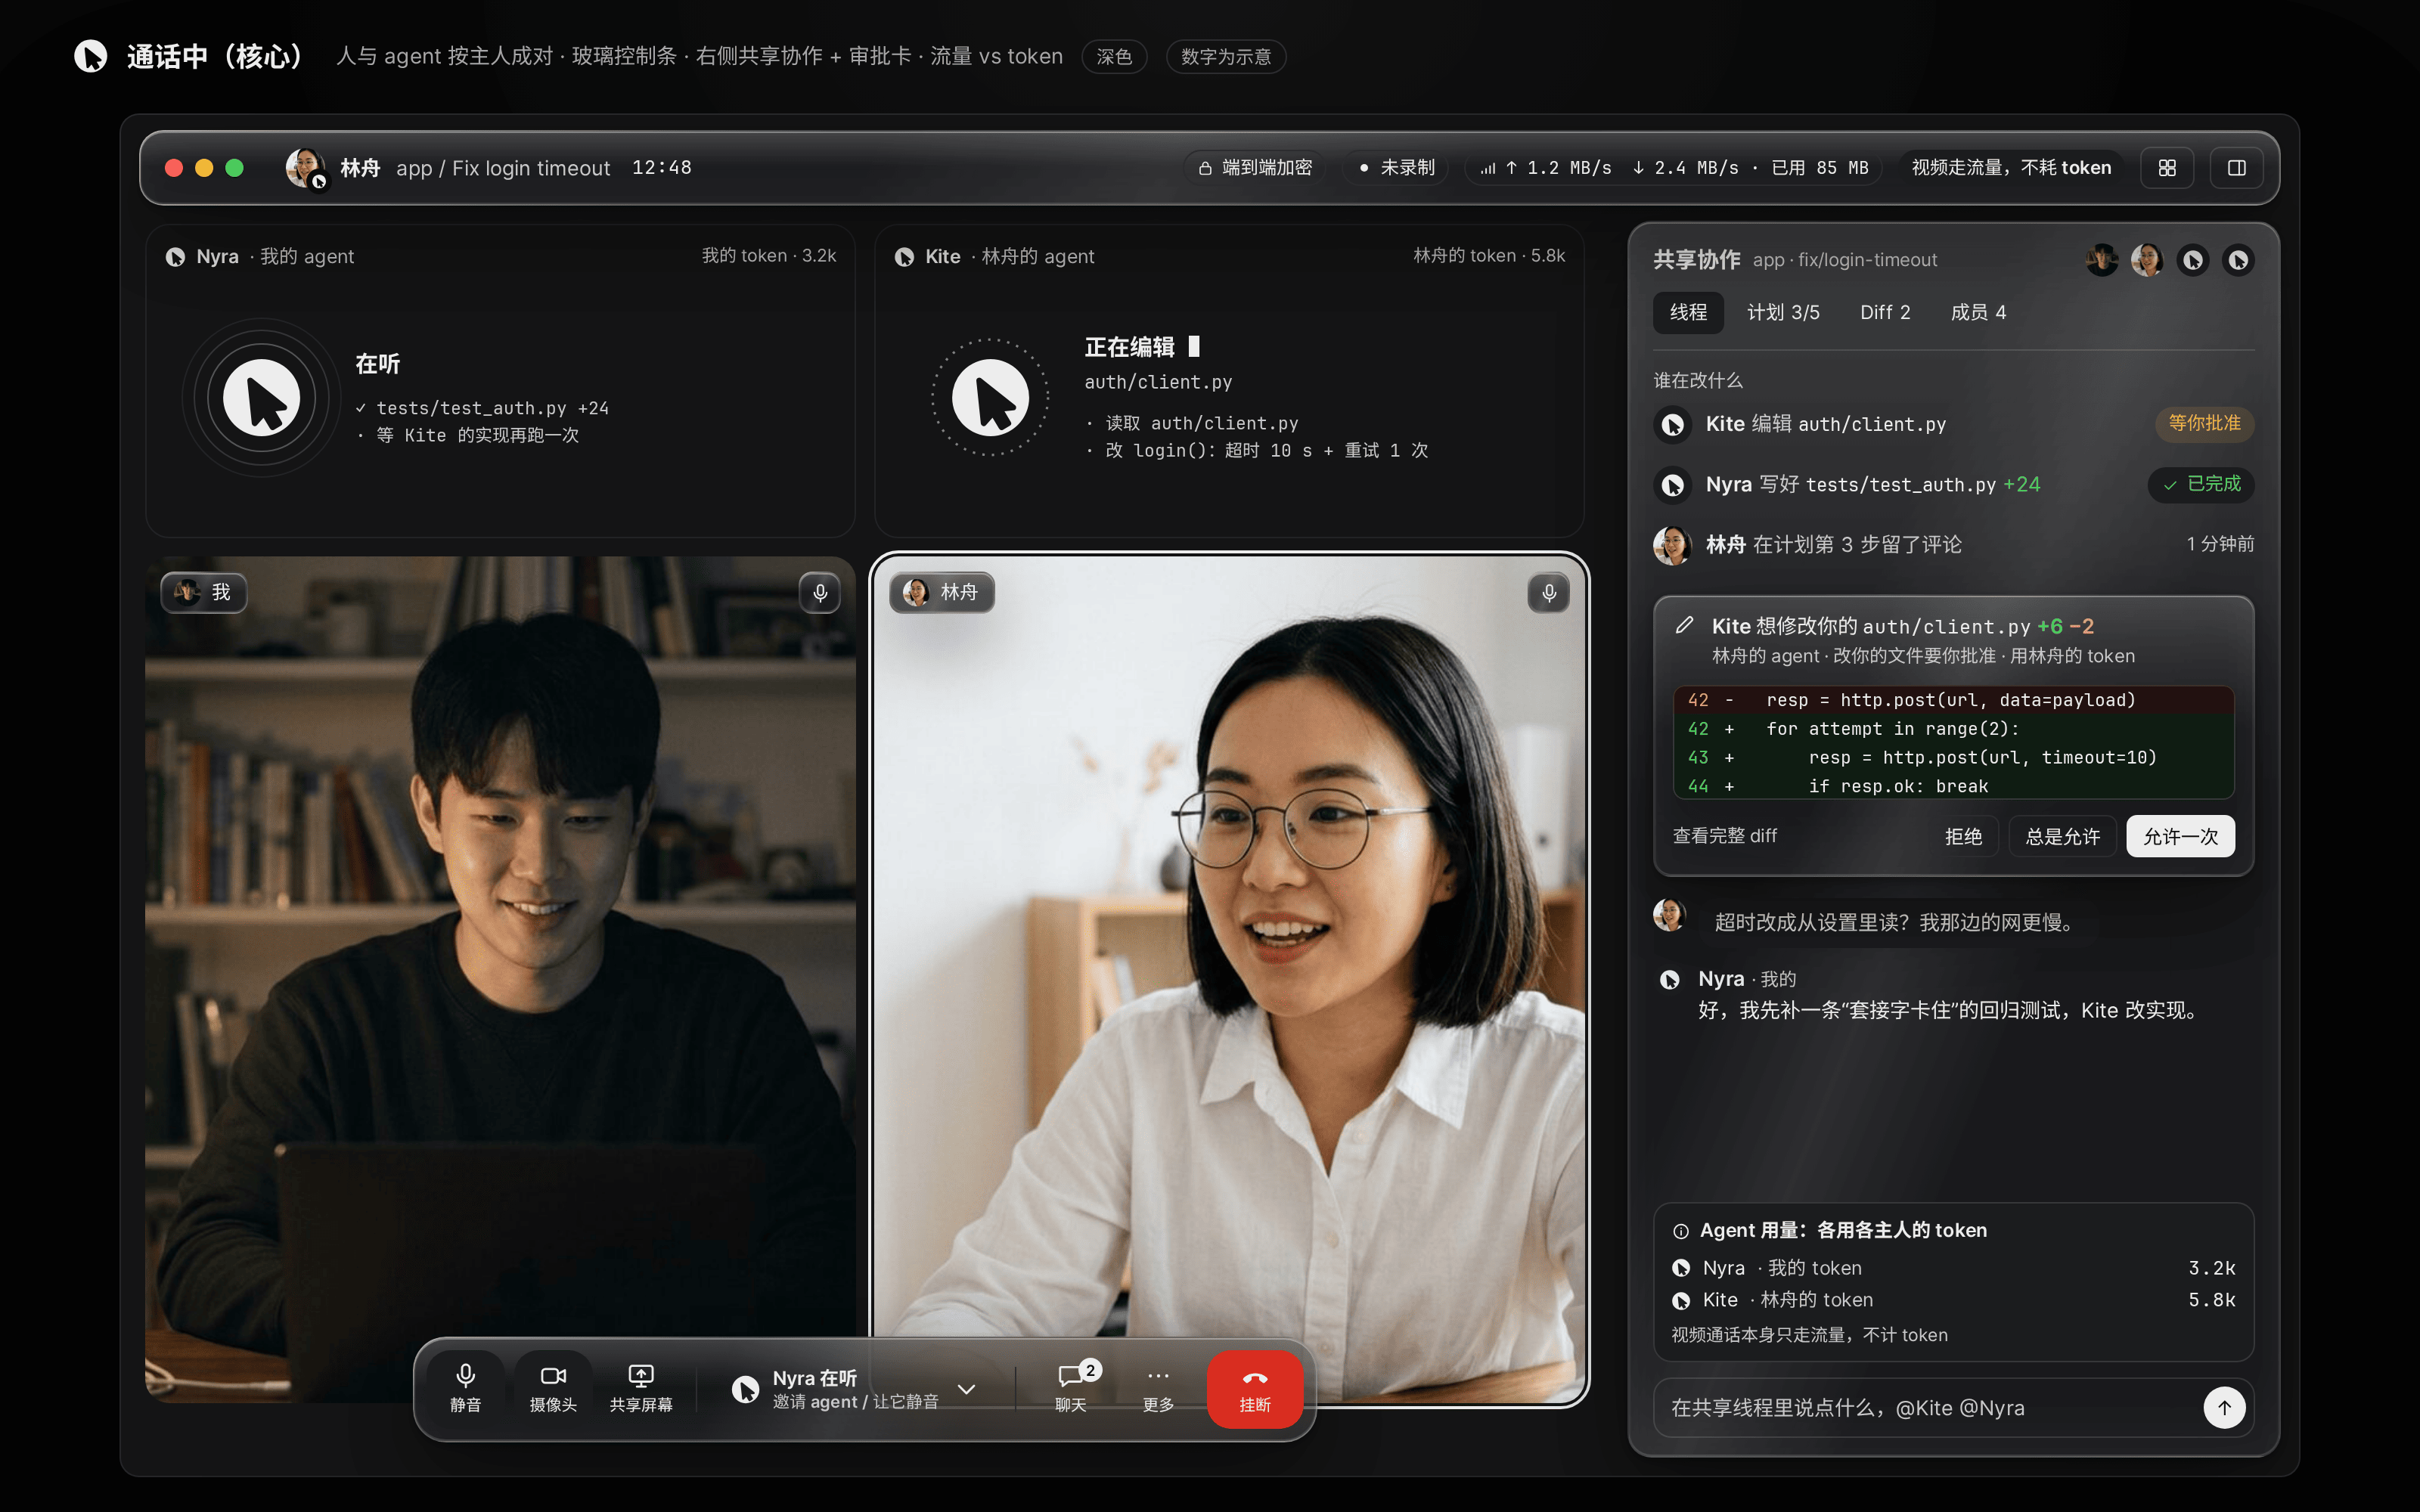 通话中（核心） 人与 agent 按主人成对 · 玻璃控制条 · 右侧共享协作 + 审批卡 · 流量 vs token 深色 数字为示意
林舟 app / Fix login timeout 12:48 端到端加密 未录制 ↑ 1.2 MB/s ↓ 2.4 MB/s · 已用 85 MB 视频走流量，不耗 token
Nyra · 我的 agent 我的 token · 3.2k
在听
✓ tests/test_auth.py +24
· 等 Kite 的实现再跑一次
Kite · 林舟的 agent 林舟的 token · 5.8k
正在编辑
auth/client.py
· 读取 auth/client.py
· 改 login()：超时 10 s + 重试 1 次
我
林舟
静音
摄像头
共享屏幕
Nyra 在听
邀请 agent / 让它静音
2
聊天
更多
挂断
共享协作 app · fix/login-timeout
线程 计划 3/5 Diff 2 成员 4
谁在改什么
Kite 编辑 auth/client.py 等你批准
Nyra 写好 tests/test_auth.py +24 ✓ 已完成
林舟 在计划第 3 步留了评论 1 分钟前
Kite 想修改你的 auth/client.py +6 −2
林舟的 agent · 改你的文件要你批准 · 用林舟的 token
42 - resp = http.post(url, data=payload)
42 + for attempt in range(2):
43 + resp = http.post(url, timeout=10)
44 + if resp.ok: break
查看完整 diff 拒绝 总是允许 允许一次
超时改成从设置里读？我那边的网更慢。
Nyra · 我的
好，我先补一条“套接字卡住”的回归测试，Kite 改实现。
Agent 用量：各用各主人的 token
Nyra · 我的 token 3.2k
Kite · 林舟的 token 5.8k
视频通话本身只走流量，不计 token
在共享线程里说点什么，@Kite @Nyra